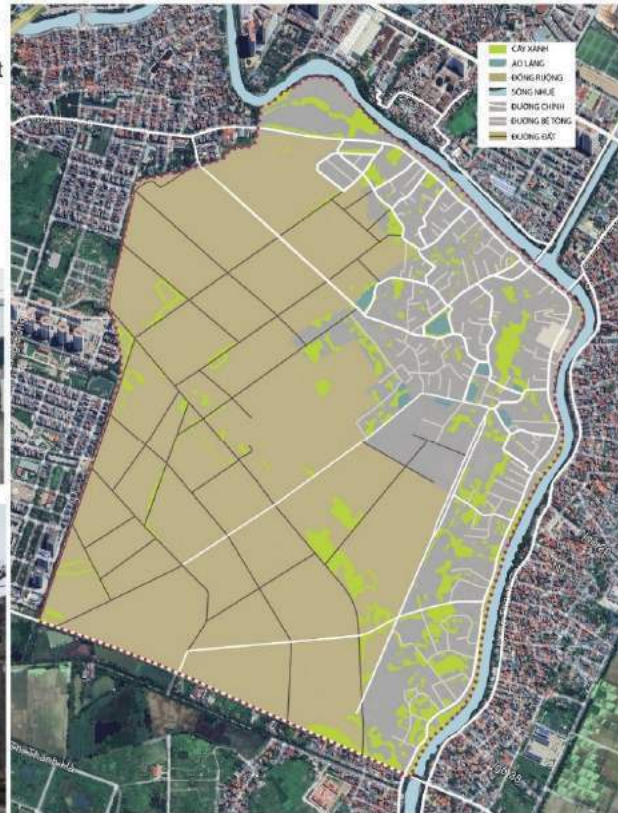 CÂY XANH
AO LÀNG
ĐỒNG RUỘNG
SÔNG NHUỆ
ĐƯỜNG CHÍNH
ĐƯỜNG BÊ TÔNG
ĐƯỜNG ĐẤT